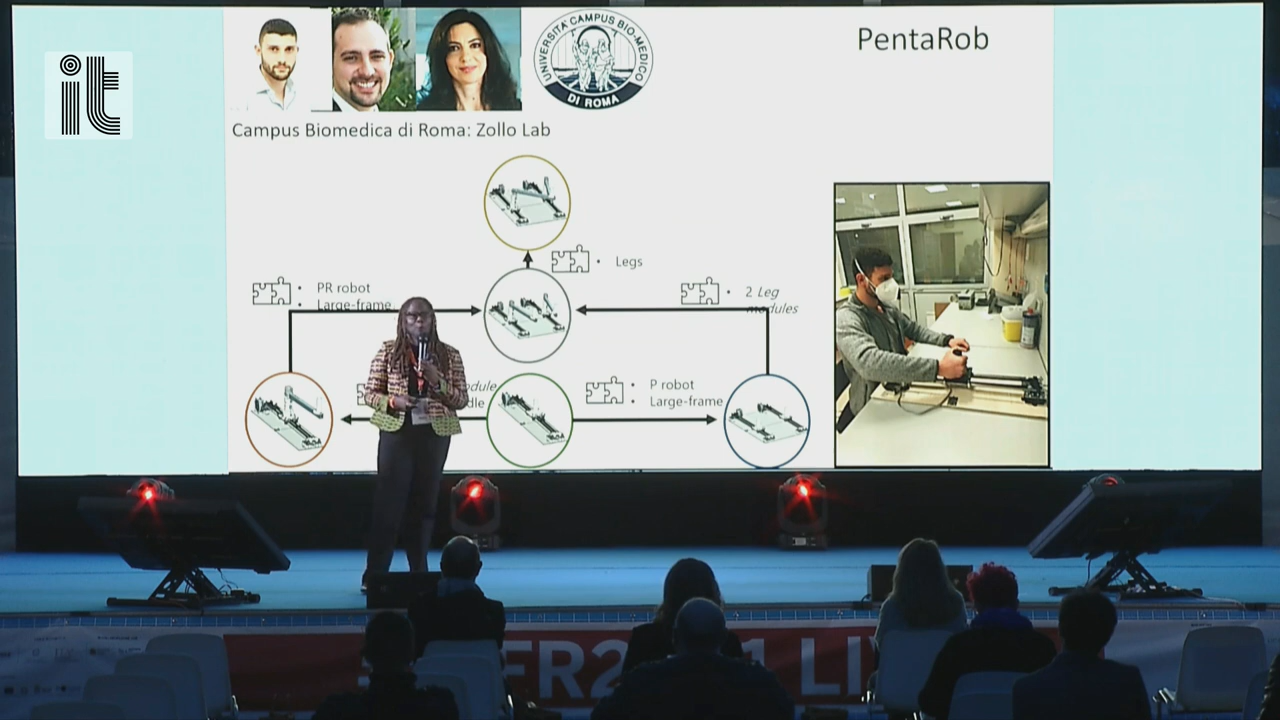 it
UNIVERSITÀ CAMPUS BIO-MEDICO
DI ROMA
PentaRob
Campus Biomedica di Roma: Zollo Lab
• Legs
• PR robot
• Large-frame
• 2 Leg
modules
• P robot
• Large-frame
LI